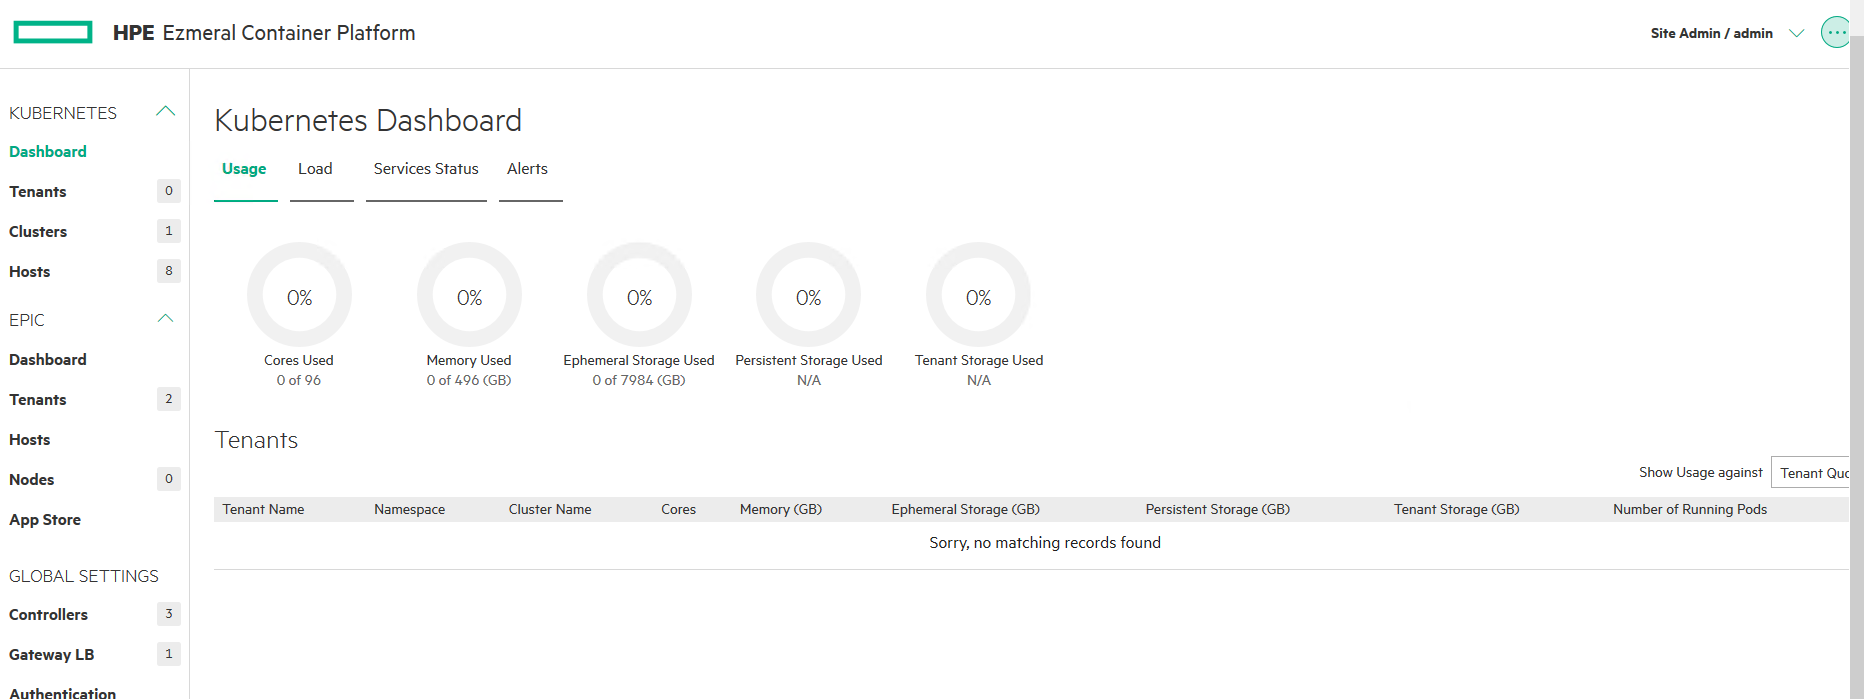 HPE Ezmeral Container Platform
Site Admin / admin
KUBERNETES
Dashboard
Tenants 0
Clusters 1
Hosts 8
EPIC
Dashboard
Tenants 2
Hosts
Nodes 0
App Store
GLOBAL SETTINGS
Controllers 3
Gateway LB 1
Authentication
Kubernetes Dashboard
Usage Load Services Status Alerts
0% 0% 0% 0% 0%
Cores Used Memory Used Ephemeral Storage Used Persistent Storage Used Tenant Storage Used
0 of 96 0 of 496 (GB) 0 of 7984 (GB) N/A N/A
Tenants
Show Usage against Tenant Quo
Tenant Name Namespace Cluster Name Cores Memory (GB) Ephemeral Storage (GB) Persistent Storage (GB) Tenant Storage (GB) Number of Running Pods
Sorry, no matching records found